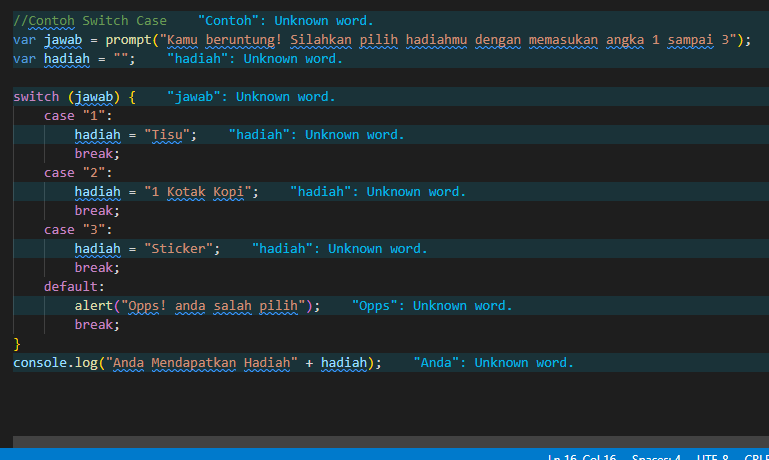 //Contoh Switch Case    "Contoh": Unknown word.
var jawab = prompt("Kamu beruntung! Silahkan pilih hadiahmu dengan memasukan angka 1 sampai 3");
var hadiah = "";    "hadiah": Unknown word.
switch (jawab) {    "jawab": Unknown word.
    case "1":
        hadiah = "Tisu";    "hadiah": Unknown word.
        break;
    case "2":
        hadiah = "1 Kotak Kopi";    "hadiah": Unknown word.
        break;
    case "3":
        hadiah = "Sticker";    "hadiah": Unknown word.
        break;
    default:
        alert("Opps! anda salah pilih");    "Opps": Unknown word.
        break;
}
console.log("Anda Mendapatkan Hadiah" + hadiah);    "Anda": Unknown word.
Ln 16, Col 16    Spaces: 4    UTF-8